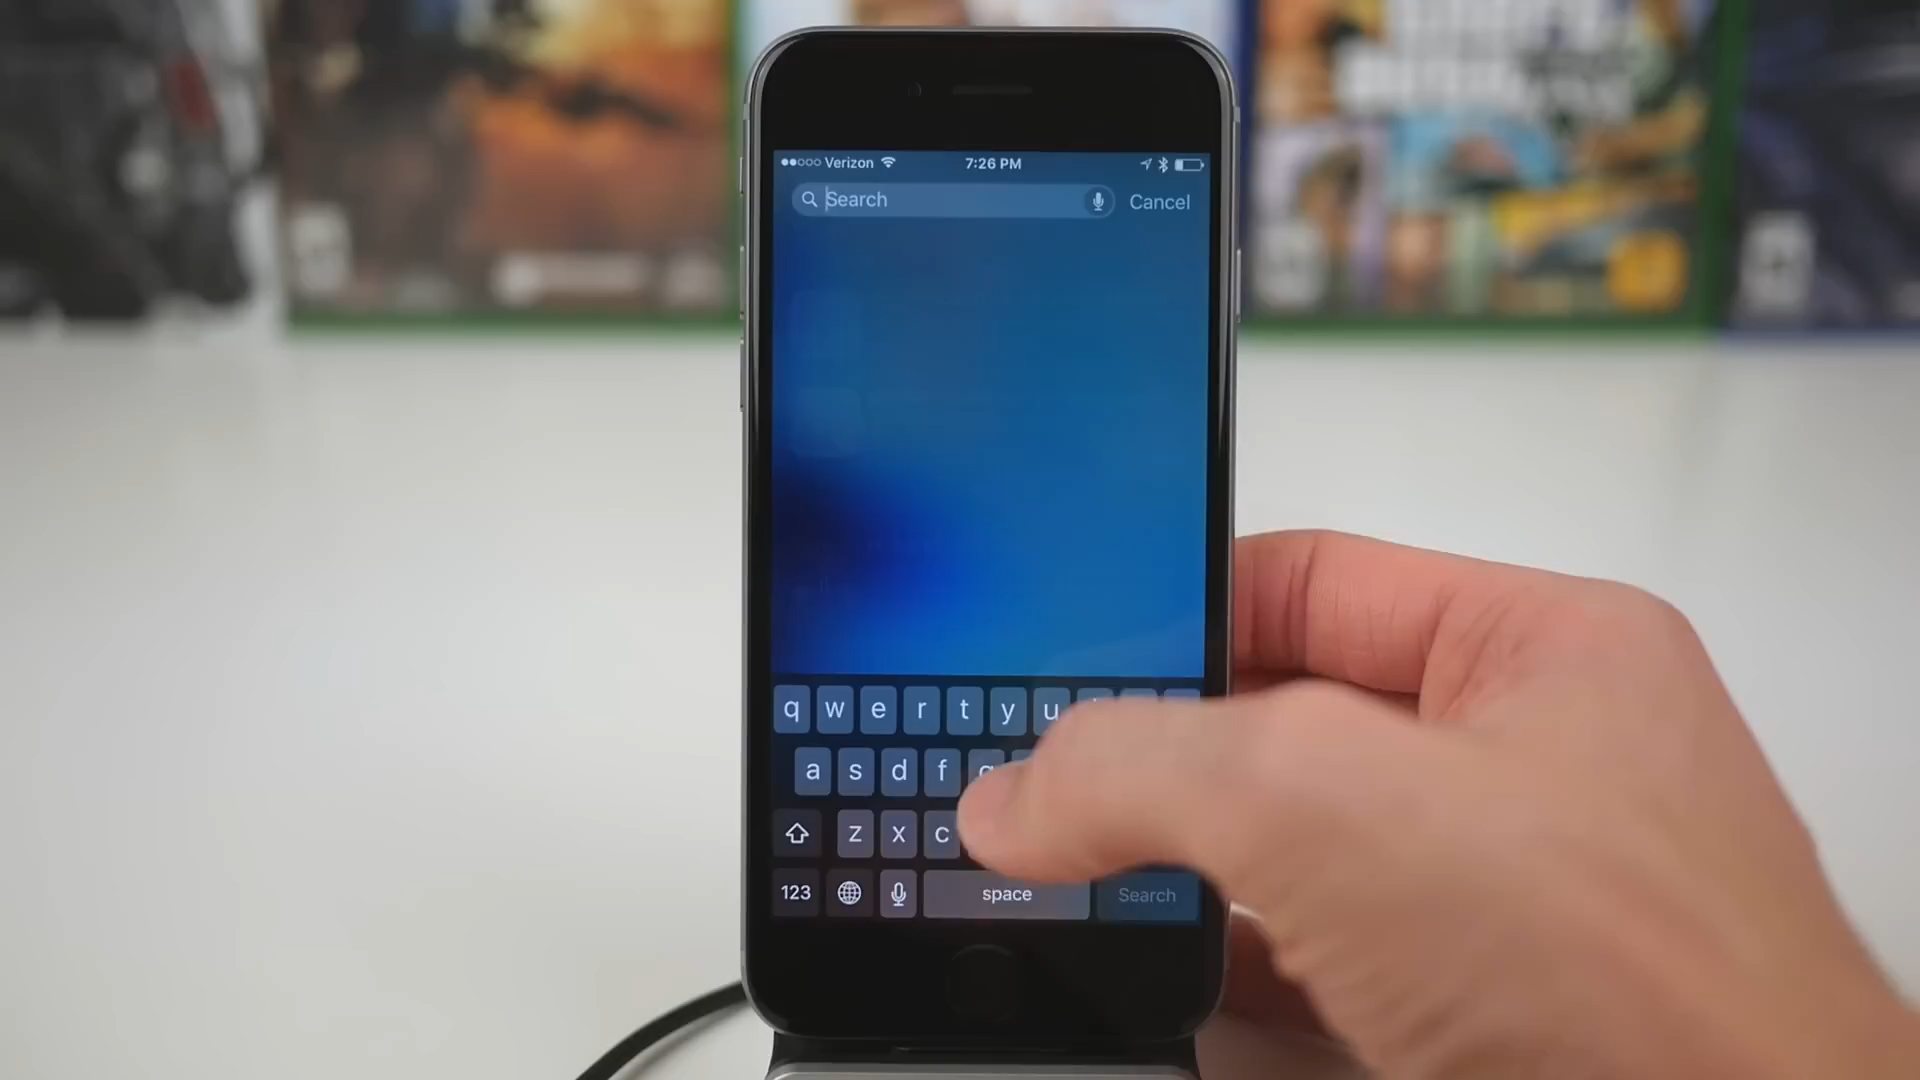 Verizon 7:26 PM
Search Cancel
q w e r t y u
a s d f g
z x c
123 space Search